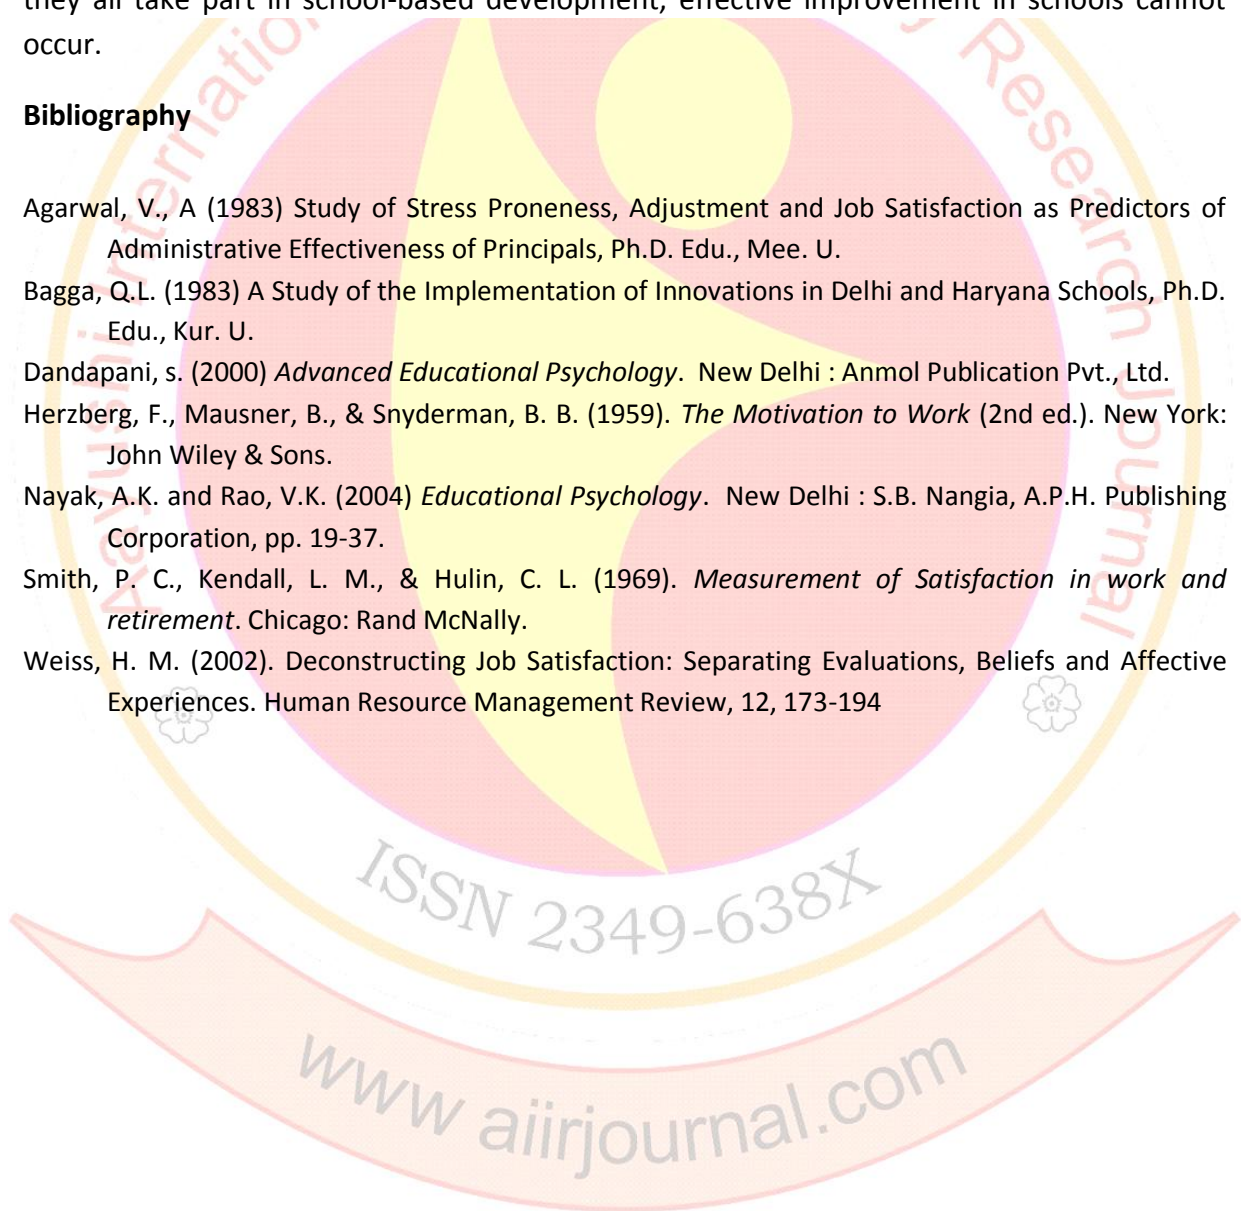 they all take part in school-based development, effective improvement in schools cannot
occur.
Bibliography
Agarwal, V., A (1983) Study of Stress Proneness, Adjustment and Job Satisfaction as Predictors of
Administrative Effectiveness of Principals, Ph.D. Edu., Mee. U.
Bagga, Q.L. (1983) A Study of the Implementation of Innovations in Delhi and Haryana Schools, Ph.D.
Edu., Kur. U.
Dandapani, s. (2000) Advanced Educational Psychology. New Delhi : Anmol Publication Pvt., Ltd.
Herzberg, F., Mausner, B., & Snyderman, B. B. (1959). The Motivation to Work (2nd ed.). New York:
John Wiley & Sons.
Nayak, A.K. and Rao, V.K. (2004) Educational Psychology. New Delhi : S.B. Nangia, A.P.H. Publishing
Corporation, pp. 19-37.
Smith, P. C., Kendall, L. M., & Hulin, C. L. (1969). Measurement of Satisfaction in work and
retirement. Chicago: Rand McNally.
Weiss, H. M. (2002). Deconstructing Job Satisfaction: Separating Evaluations, Beliefs and Affective
Experiences. Human Resource Management Review, 12, 173-194
Aayushi Research Journal
ISSN 2349-638X
www aiirjournal.com